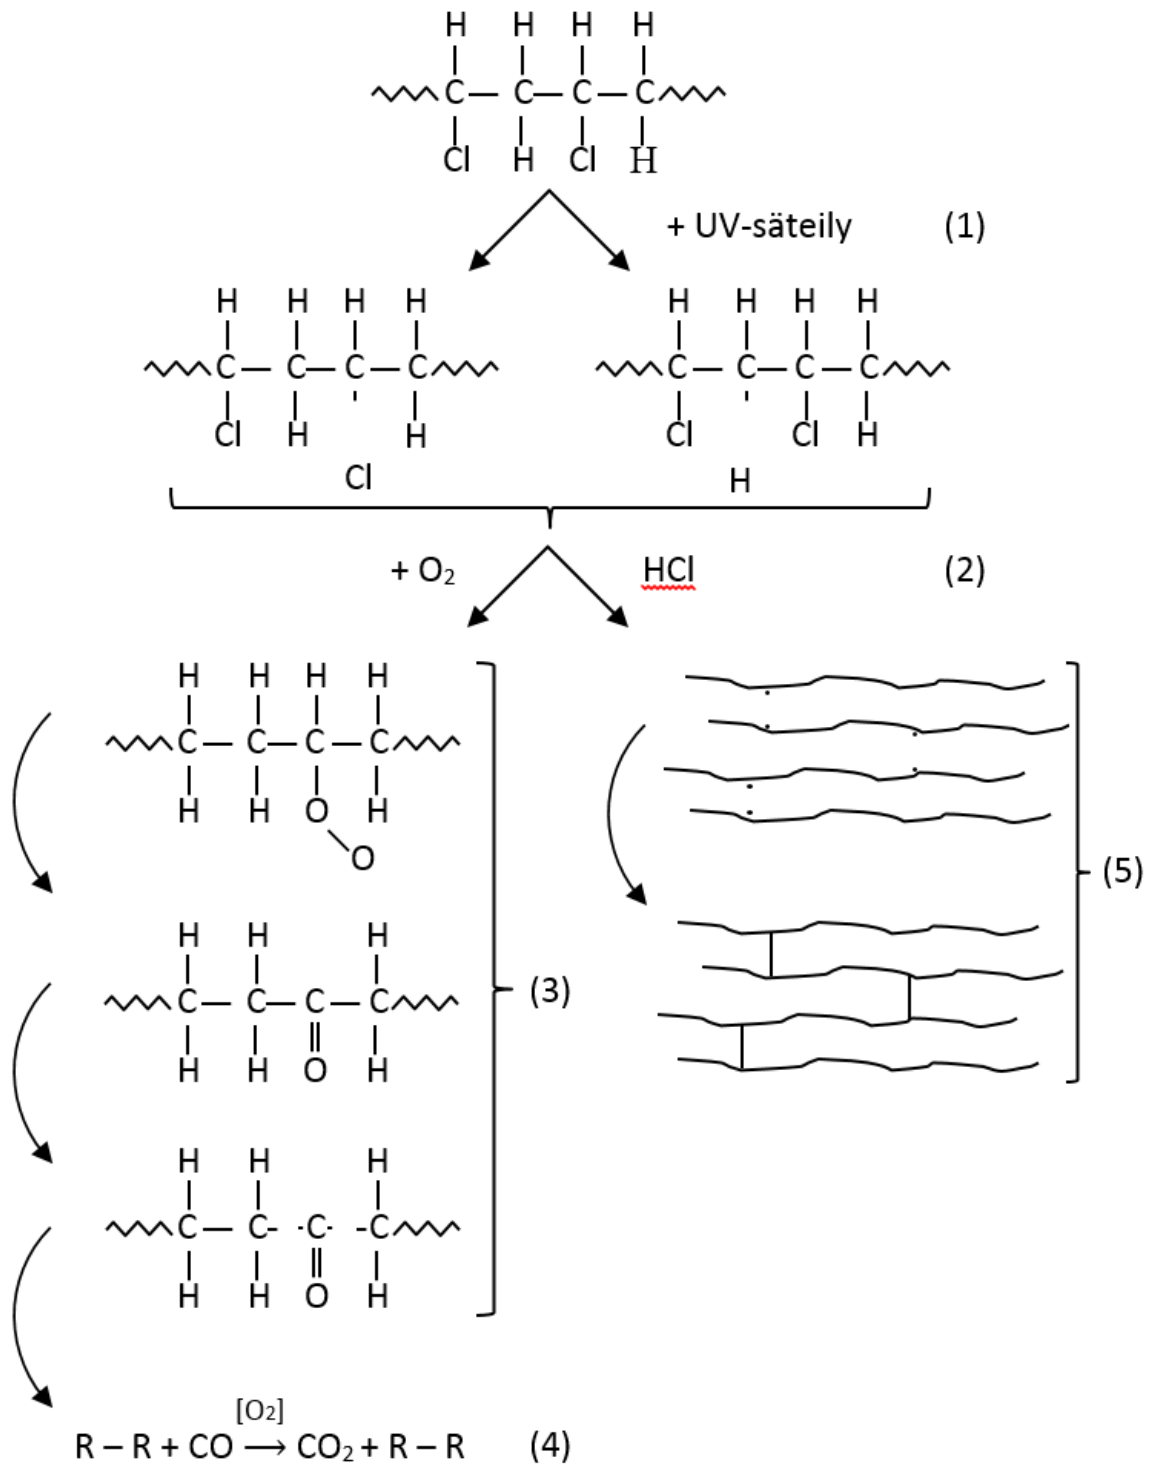 H H H H
C C C C
Cl H Cl H
+ UV-säteily (1)
H H H H H H H H
C C C C C C C C
Cl H H Cl Cl H
Cl H
+ O₂ HCl (2)
H H H H
C C C C
H H O H
O
(5)
H H H
C C C C
(3)
H H O H
H H H
C C C C
H H O H
[O₂]
R – R + CO ⟶ CO₂ + R – R (4)